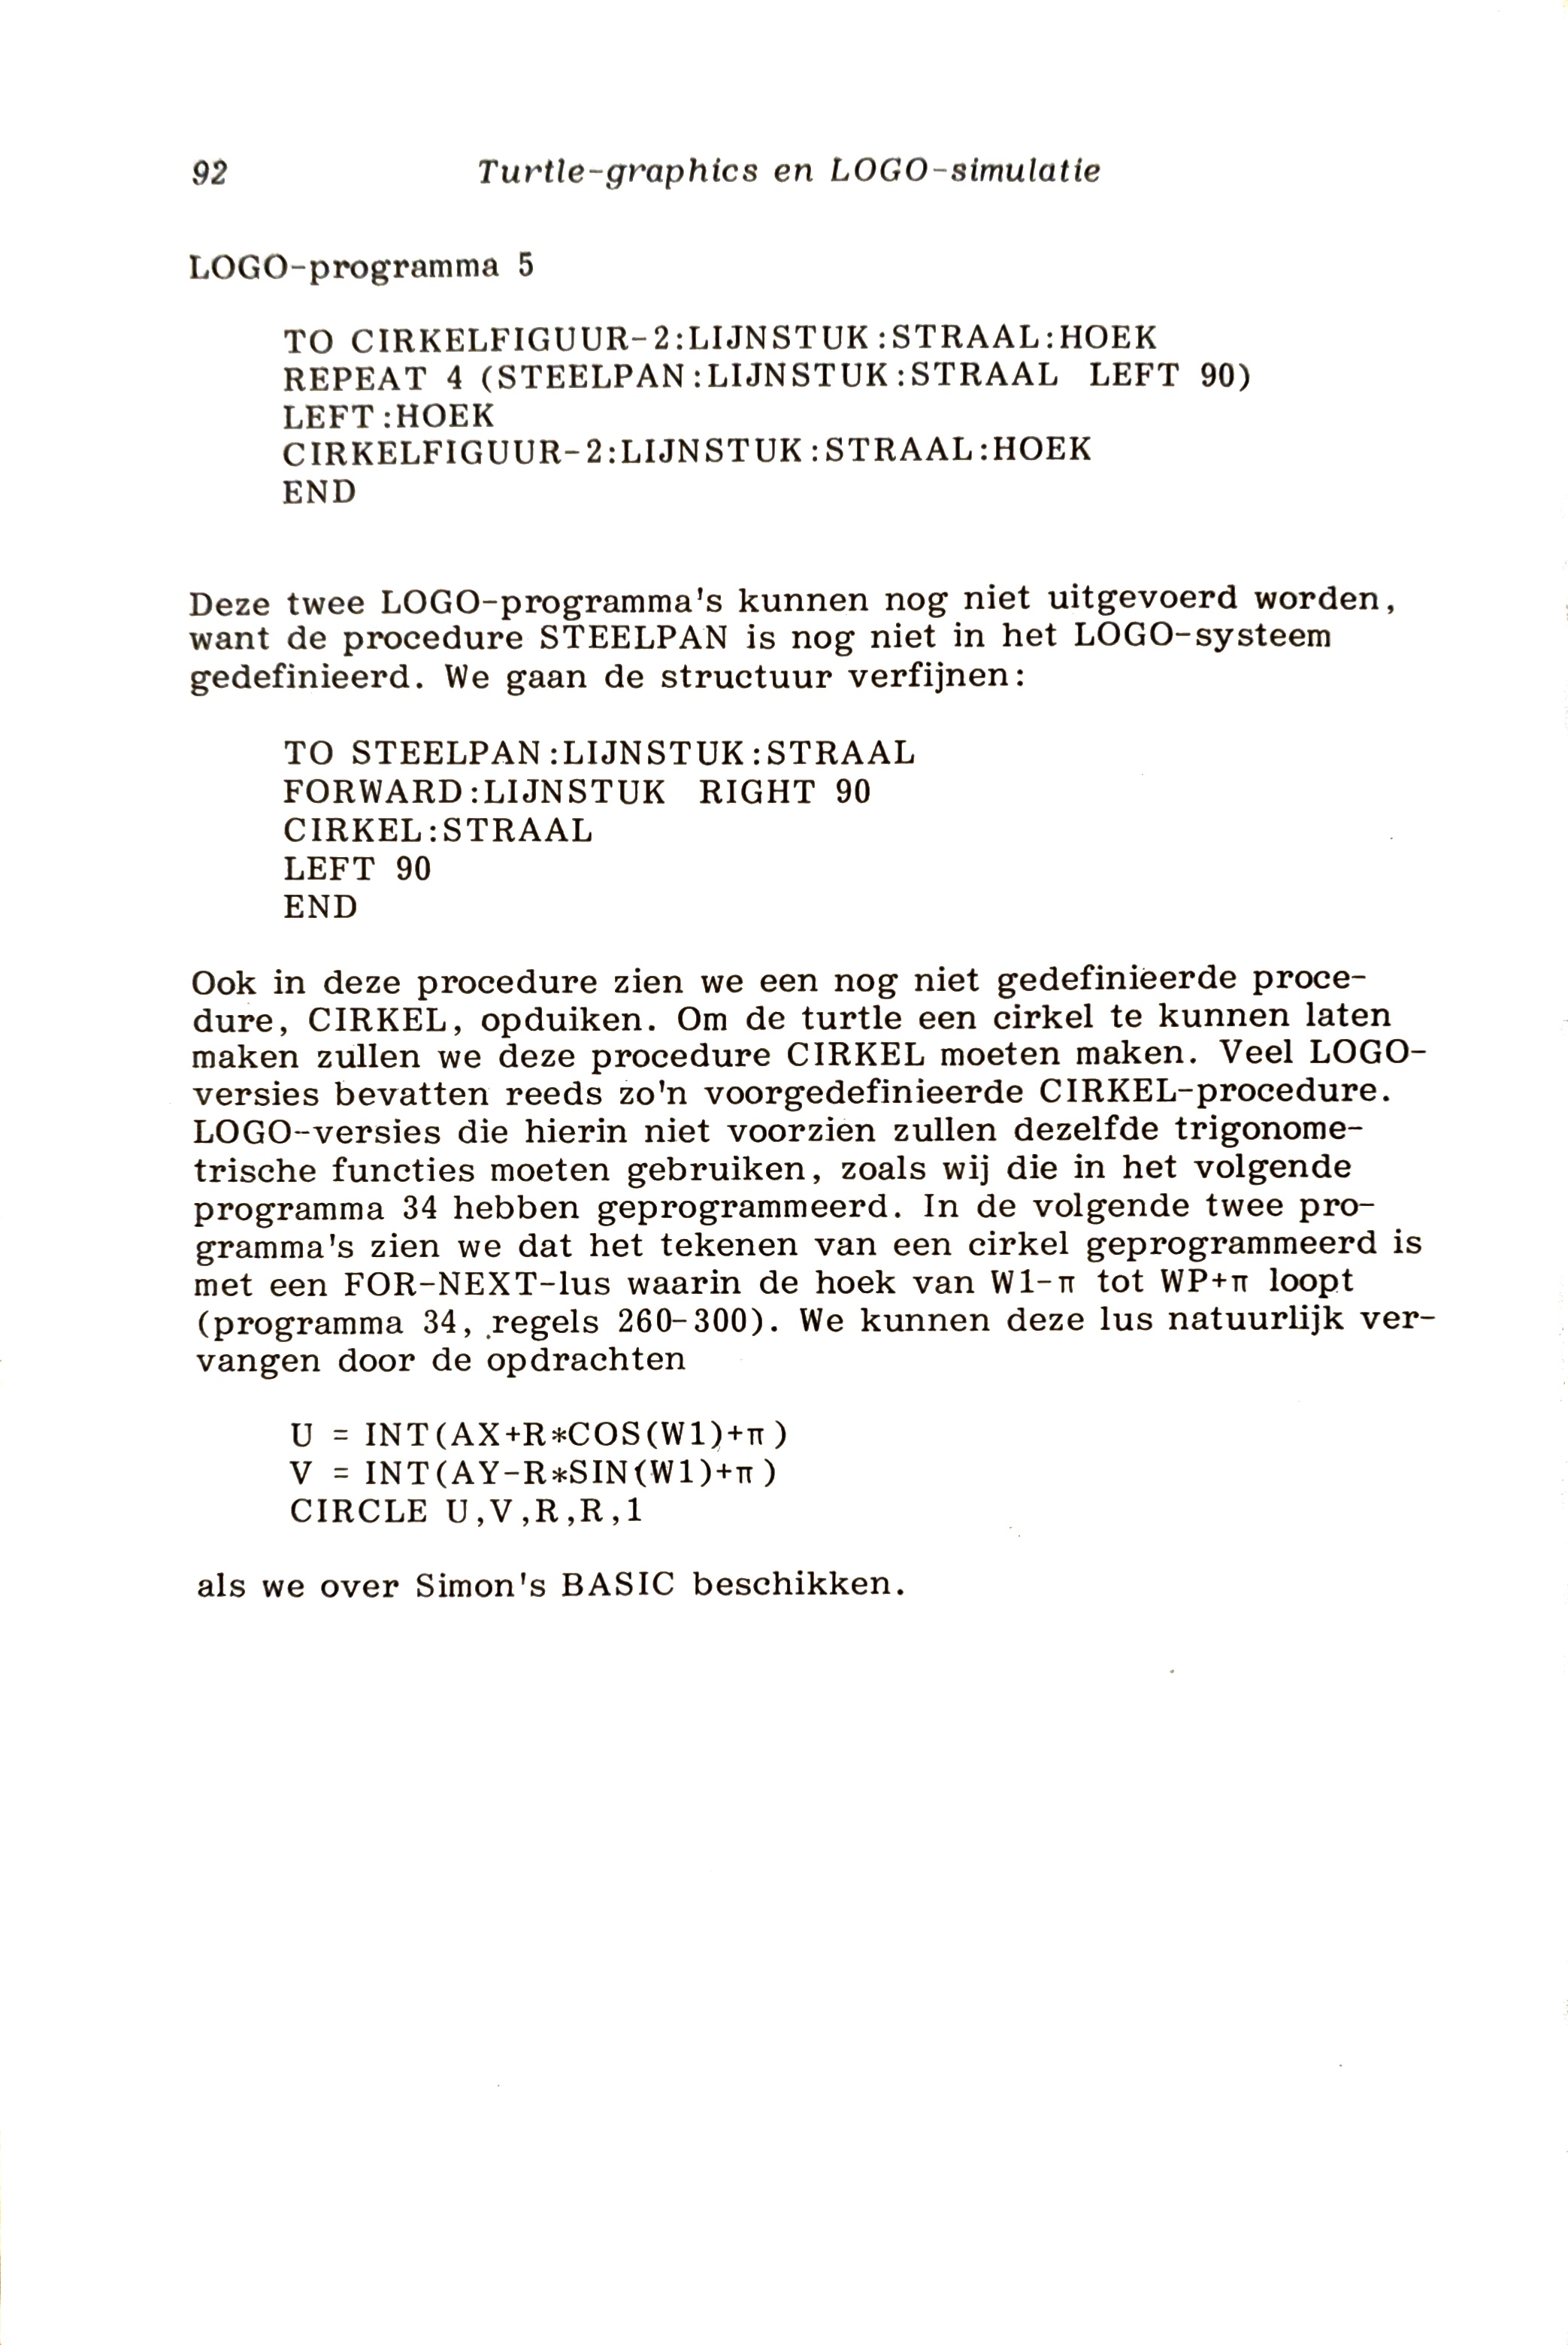 92 Turtle-graphics en LOGO-simulatie
LOGO-programma 5
TO CIRKELFIGUUR-2:LIJNSTUK:STRAAL:HOEK
REPEAT 4 (STEELPAN:LIJNSTUK:STRAAL LEFT 90)
LEFT:HOEK
CIRKELFIGUUR-2:LIJNSTUK:STRAAL:HOEK
END
Deze twee LOGO-programma's kunnen nog niet uitgevoerd worden,
want de procedure STEELPAN is nog niet in het LOGO-systeem
gedefinieerd. We gaan de structuur verfijnen:
TO STEELPAN:LIJNSTUK:STRAAL
FORWARD:LIJNSTUK RIGHT 90
CIRKEL:STRAAL
LEFT 90
END
Ook in deze procedure zien we een nog niet gedefinieerde proce-
dure, CIRKEL, opduiken. Om de turtle een cirkel te kunnen laten
maken zullen we deze procedure CIRKEL moeten maken. Veel LOGO-
versies bevatten reeds zo'n voorgedefinieerde CIRKEL-procedure.
LOGO-versies die hierin niet voorzien zullen dezelfde trigonome-
trische functies moeten gebruiken, zoals wij die in het volgende
programma 34 hebben geprogrammeerd. In de volgende twee pro-
gramma's zien we dat het tekenen van een cirkel geprogrammeerd is
met een FOR-NEXT-lus waarin de hoek van W1-π tot WP+π loopt
(programma 34, regels 260-300). We kunnen deze lus natuurlijk ver-
vangen door de opdrachten
U = INT(AX+R*COS(W1)+π)
V = INT(AY-R*SIN(W1)+π)
CIRCLE U,V,R,R,1
als we over Simon's BASIC beschikken.